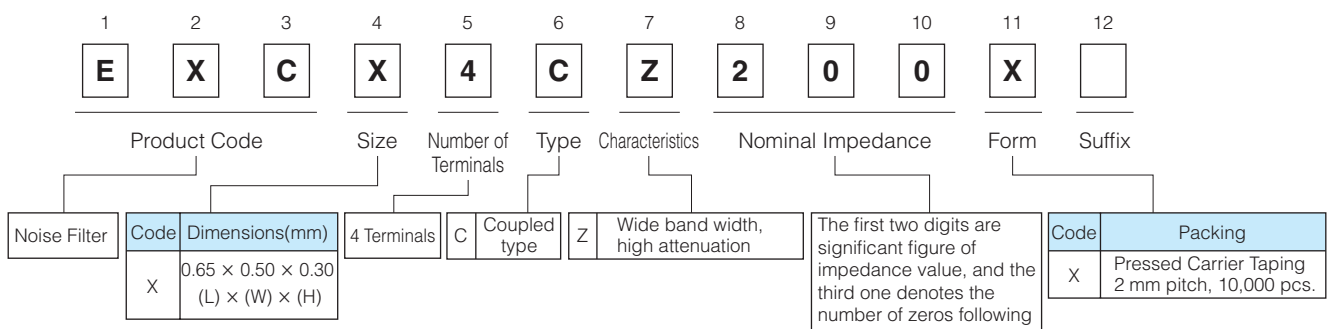 1 2 3 4 5 6 7 8 9 10 11 12
E X C X 4 C Z 2 0 0 X
Product Code Size Number of Terminals Type Characteristics Nominal Impedance Form Suffix
Noise Filter
Code Dimensions(mm)
X 0.65 × 0.50 × 0.30
(L) × (W) × (H)
4 Terminals
C Coupled
type
Z Wide band width,
high attenuation
The first two digits are
significant figure of
impedance value, and the
third one denotes the
number of zeros following
Code Packing
X Pressed Carrier Taping
2 mm pitch, 10,000 pcs.